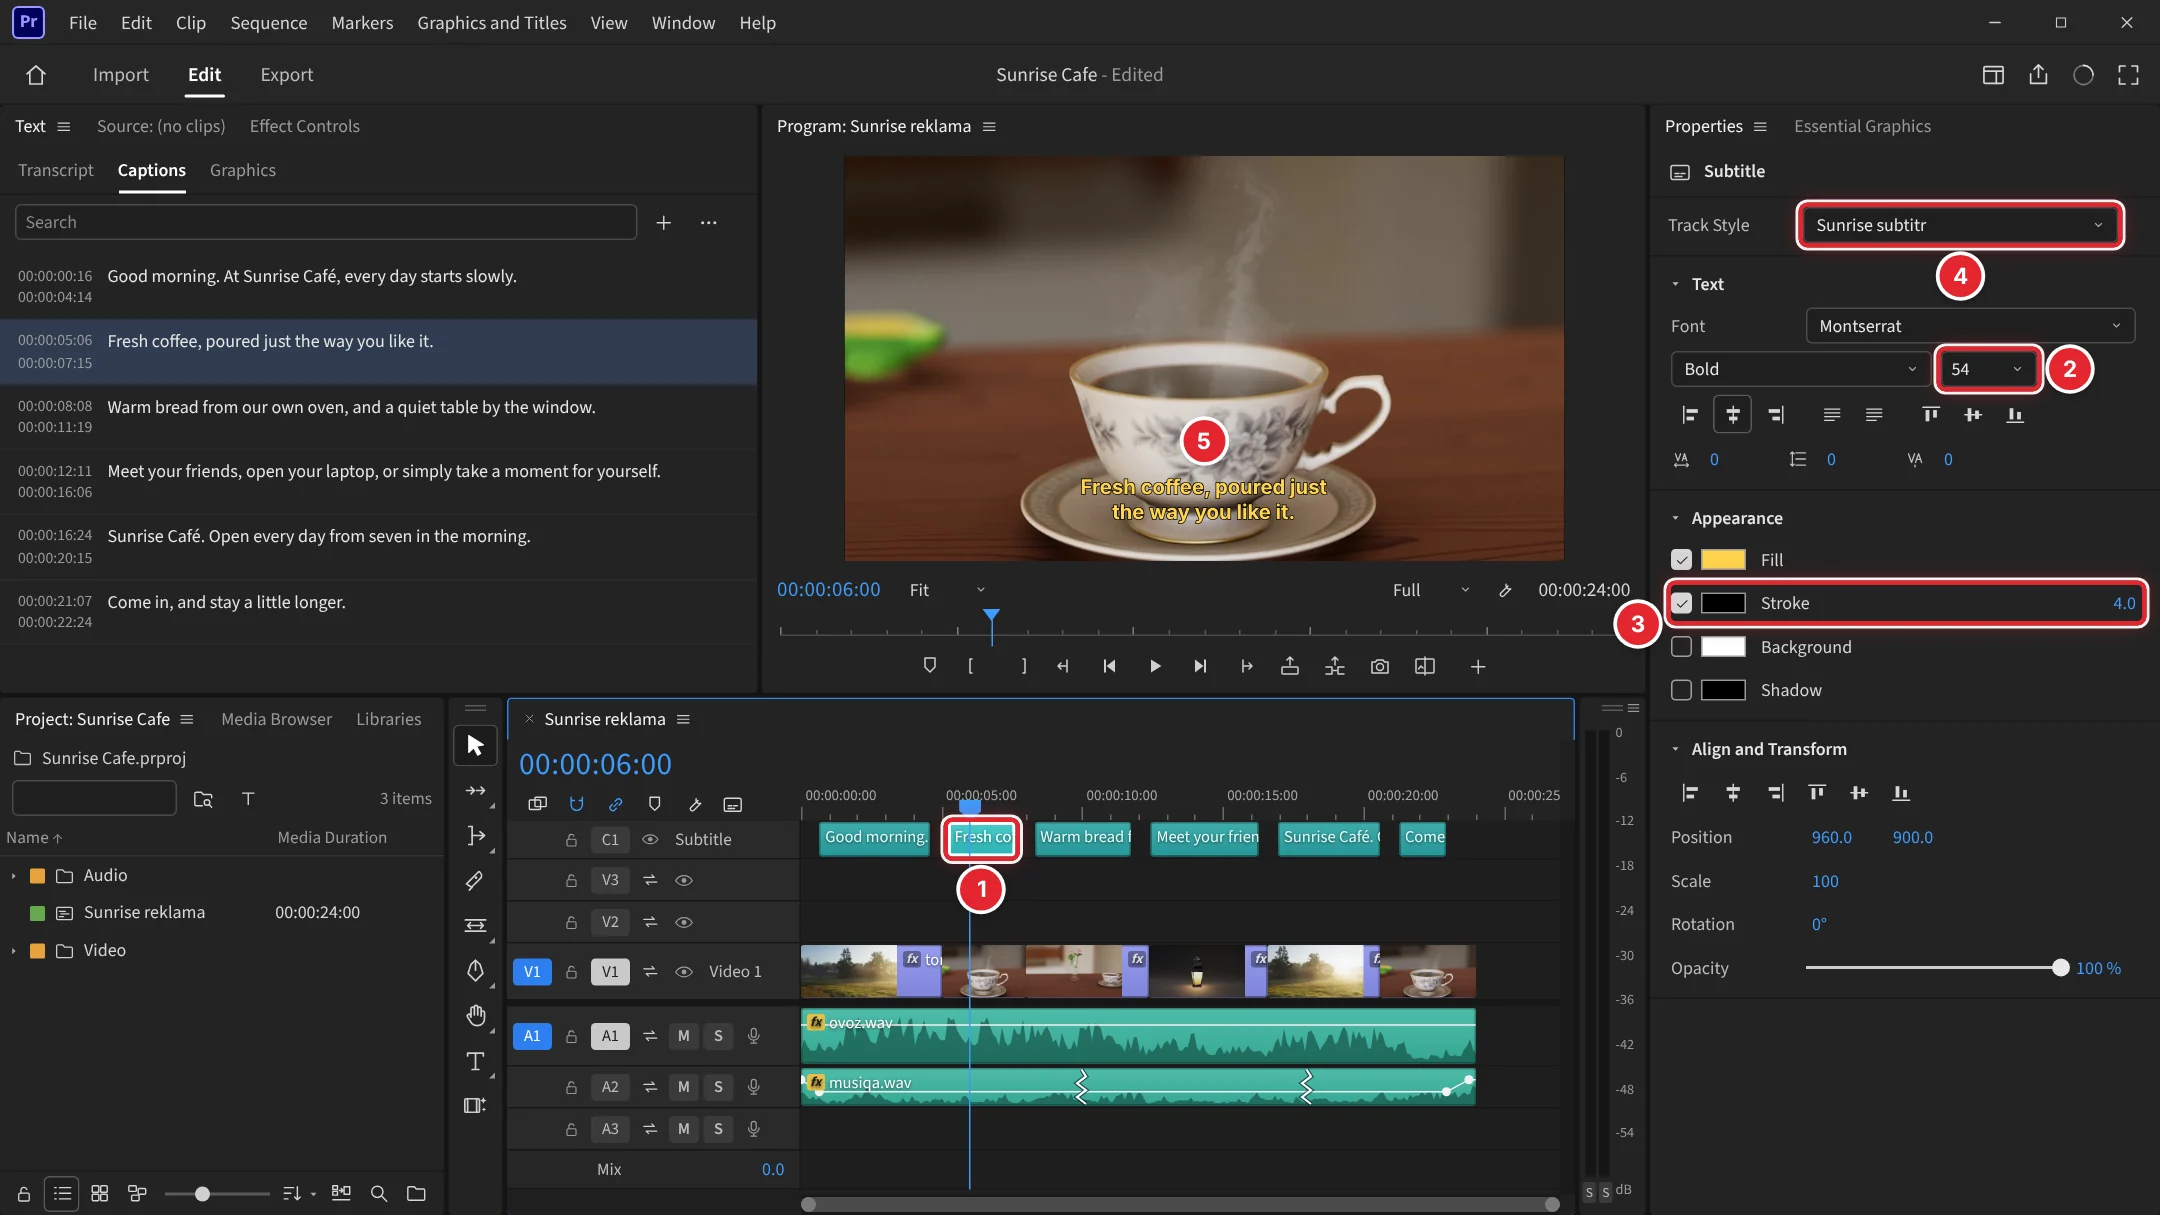 Pr File Edit Clip Sequence Markers Graphics and Titles View Window Help
Import Edit Export Sunrise Cafe - Edited
Text Source: (no clips) Effect Controls
Transcript Captions Graphics
Search
00:00:00:16 Good morning. At Sunrise Café, every day starts slowly.
00:00:04:14
00:00:05:06 Fresh coffee, poured just the way you like it.
00:00:07:15
00:00:08:08 Warm bread from our own oven, and a quiet table by the window.
00:00:11:19
00:00:12:11 Meet your friends, open your laptop, or simply take a moment for yourself.
00:00:16:06
00:00:16:24 Sunrise Café. Open every day from seven in the morning.
00:00:20:15
00:00:21:07 Come in, and stay a little longer.
00:00:22:24
Program: Sunrise reklama
5
Fresh coffee, poured just
the way you like it.
00:00:06:00 Fit Full 00:00:24:00
Properties Essential Graphics
Subtitle
Track Style Sunrise subtitr
4
Text
Font Montserrat
Bold 54 2
VA 0 0 VA 0
Appearance
Fill
Stroke 4.0
3
Background
Shadow
Align and Transform
Position 960.0 900.0
Scale 100
Rotation 0°
Opacity 100 %
Project: Sunrise Cafe Media Browser Libraries
Sunrise Cafe.prproj
3 items
Name Media Duration
Audio
Sunrise reklama 00:00:24:00
Video
Sunrise reklama
00:00:06:00
00:00:00:00 00:00:05:00 00:00:10:00 00:00:15:00 00:00:20:00 00:00:25
C1 Subtitle Good morning. Fresh co Warm bread Meet your frien Sunrise Café. Come
1
V3
V2
V1 V1 Video 1 fx tor fx fx
A1 A1 M S fx ovoz.wav
A2 M S fx musiqa.wav
A3 M S
Mix 0.0
0
-6
-12
-18
-24
-30
-36
-42
-48
-54
S S dB